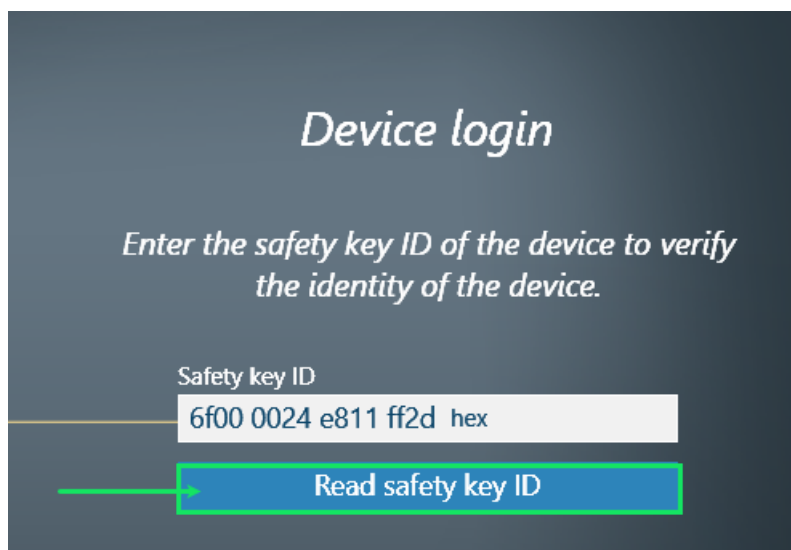 Device login
Enter the safety key ID of the device to verify
the identity of the device.
Safety key ID
6f00 0024 e811 ff2d hex
Read safety key ID